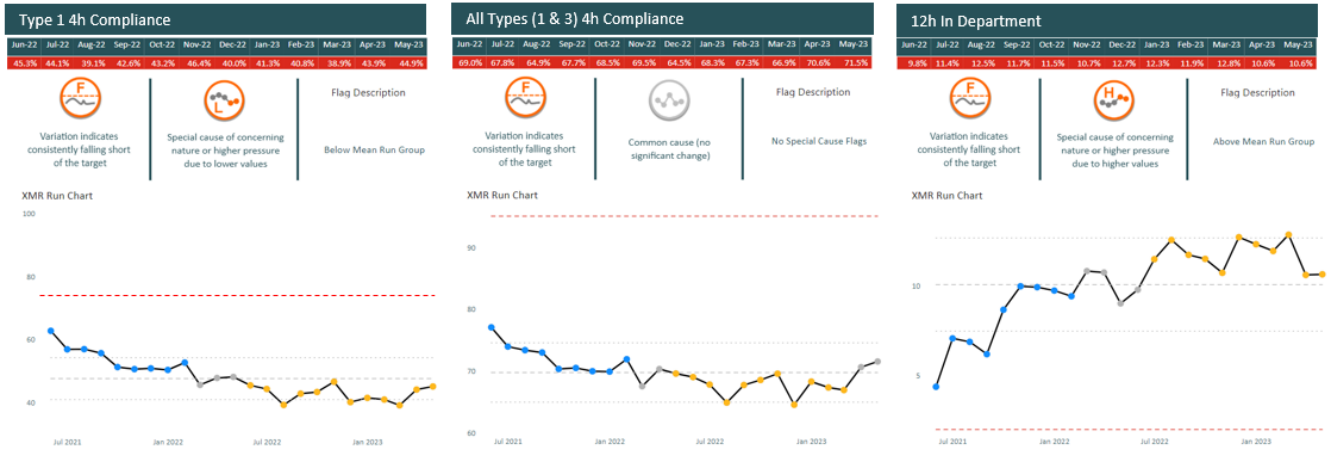 Type 1 4h Compliance
Jun-22 Jul-22 Aug-22 Sep-22 Oct-22 Nov-22 Dec-22 Jan-23 Feb-23 Mar-23 Apr-23 May-23
45.3% 44.1% 39.1% 42.6% 43.2% 46.4% 40.0% 41.3% 40.8% 38.9% 43.9% 44.9%
F
Variation indicates
consistently falling short
of the target
L
Special cause of concerning
nature or higher pressure
due to lower values
Flag Description
Below Mean Run Group
XMR Run Chart
100
80
60
40
Jul 2021 Jan 2022 Jul 2022 Jan 2023
All Types (1 & 3) 4h Compliance
Jun-22 Jul-22 Aug-22 Sep-22 Oct-22 Nov-22 Dec-22 Jan-23 Feb-23 Mar-23 Apr-23 May-23
69.0% 67.8% 64.9% 67.7% 68.5% 69.5% 64.5% 68.3% 67.3% 66.9% 70.6% 71.5%
F
Variation indicates
consistently falling short
of the target
Common cause (no
significant change)
Flag Description
No Special Cause Flags
XMR Run Chart
90
80
70
60
Jul 2021 Jan 2022 Jul 2022 Jan 2023
12h In Department
Jun-22 Jul-22 Aug-22 Sep-22 Oct-22 Nov-22 Dec-22 Jan-23 Feb-23 Mar-23 Apr-23 May-23
9.8% 11.4% 12.5% 11.7% 11.5% 10.7% 12.7% 12.3% 11.9% 12.8% 10.6% 10.6%
F
Variation indicates
consistently falling short
of the target
H
Special cause of concerning
nature or higher pressure
due to higher values
Flag Description
Above Mean Run Group
XMR Run Chart
10
5
Jul 2021 Jan 2022 Jul 2022 Jan 2023